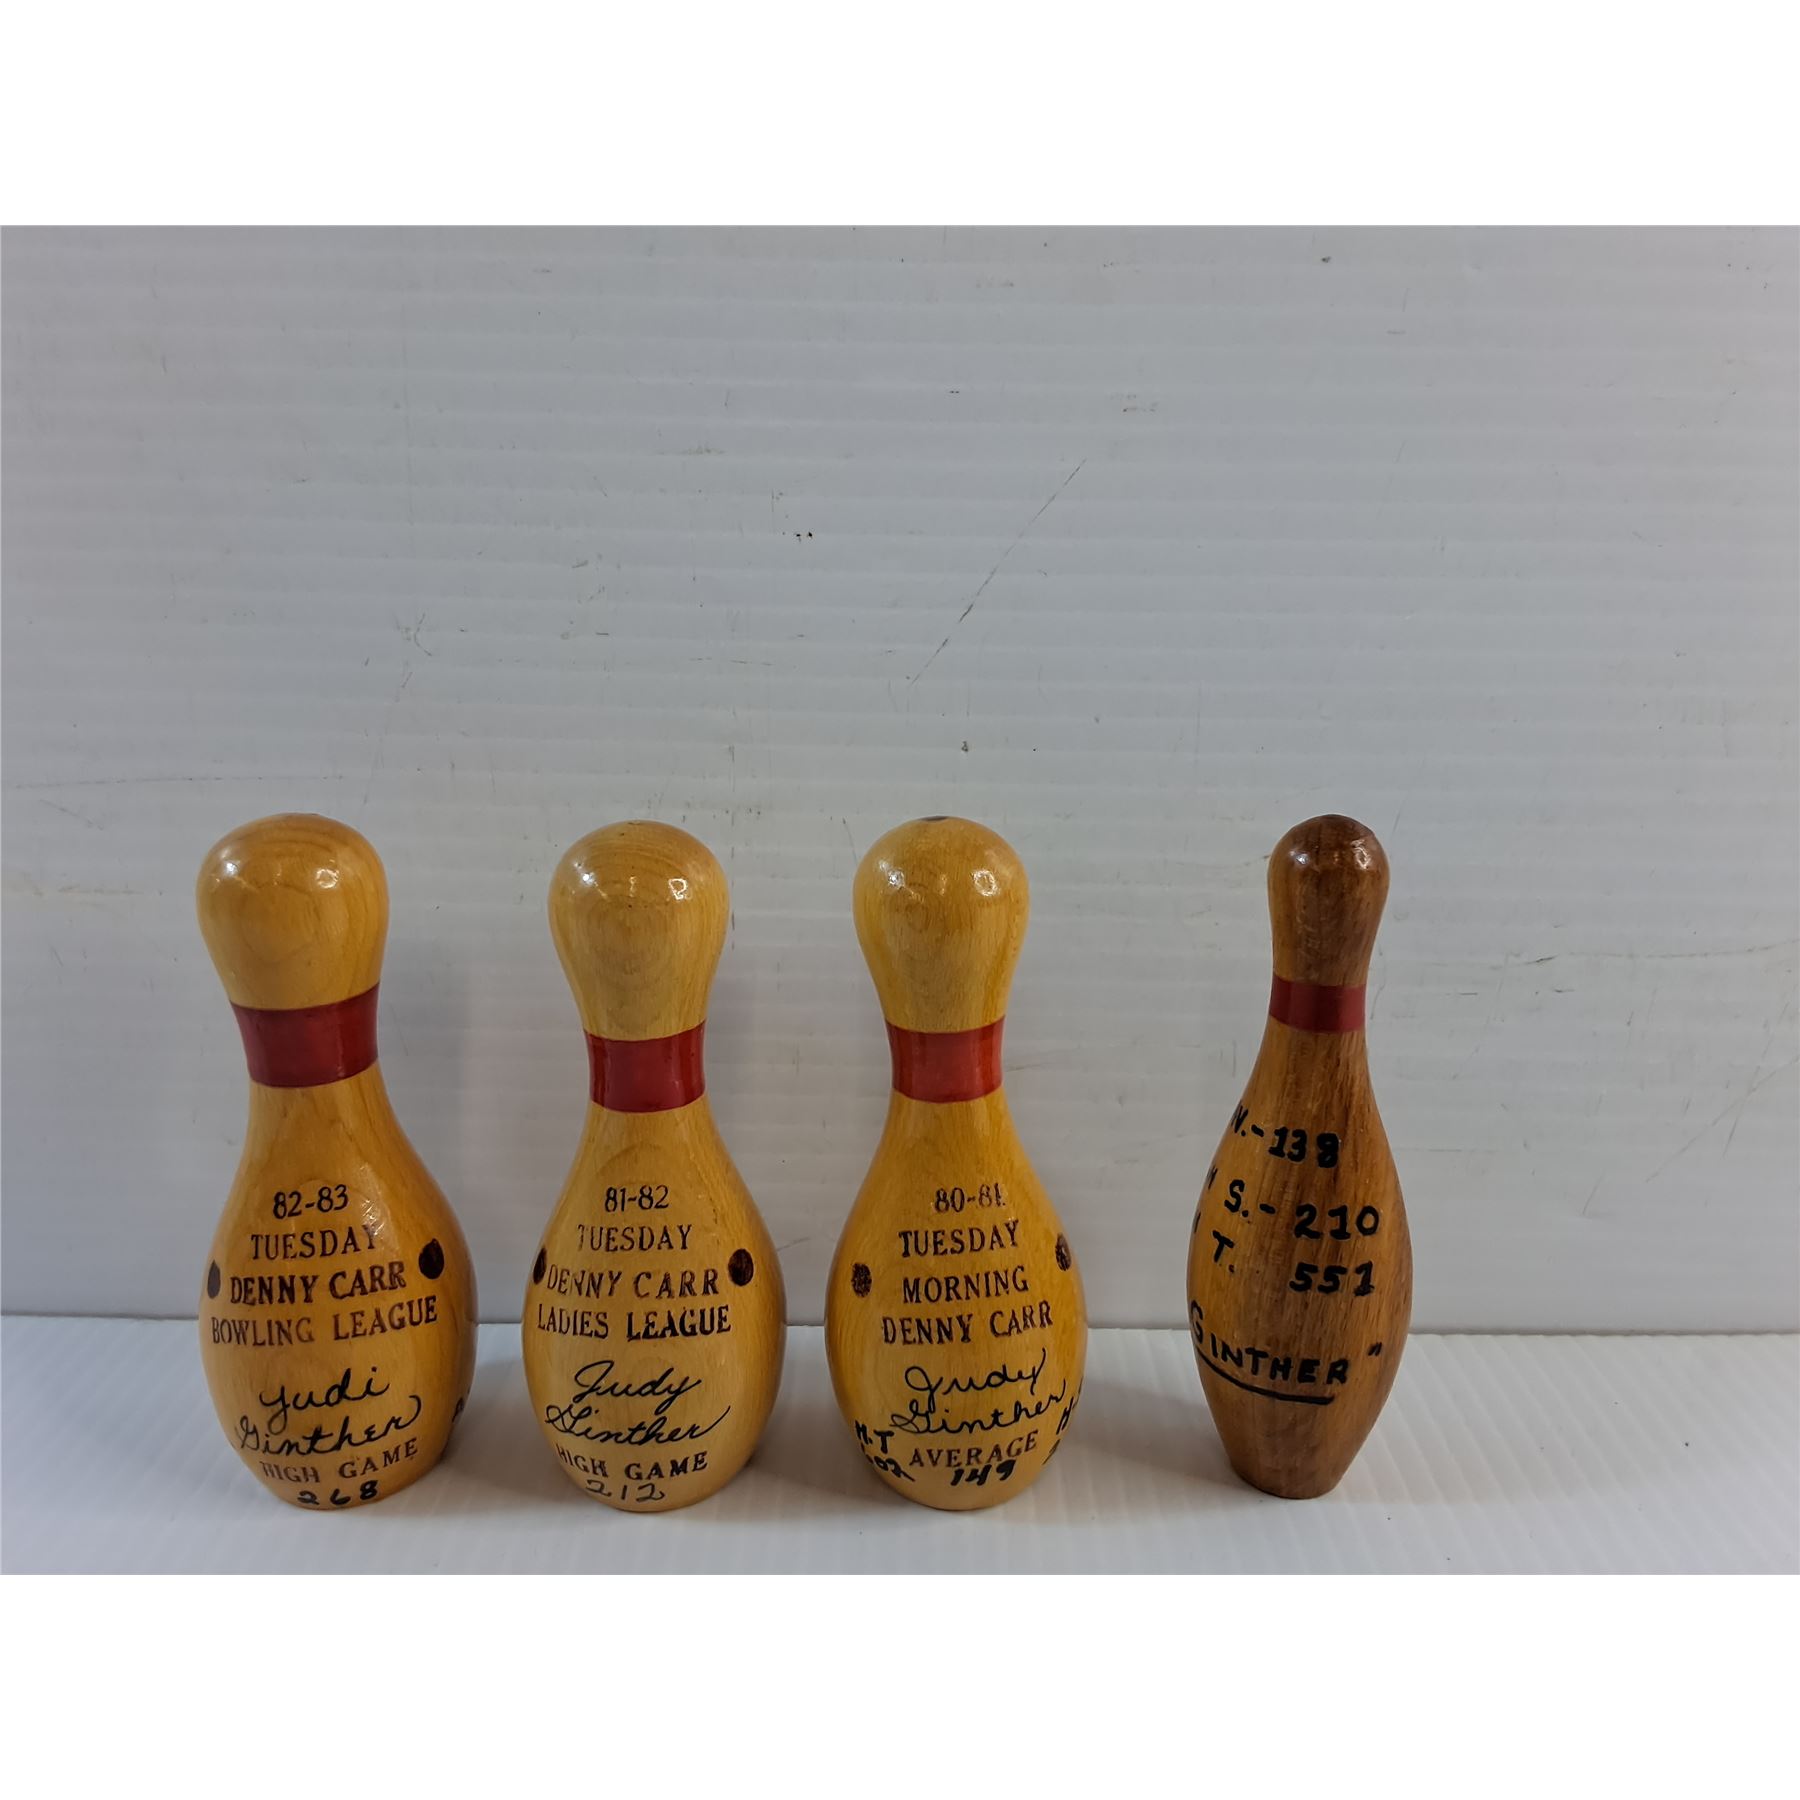 82-83
TUESDAY
DENNY CARR
BOWLING LEAGUE
Judi
Ginther
HIGH GAME
268
81-82
TUESDAY
DENNY CARR
LADIES LEAGUE
Judy
Ginther
HIGH GAME
212
80-81
TUESDAY
MORNING
DENNY CARR
Judy
Ginther
H.T
AVERAGE
149
- 138
S. - 210
T. 551
GINTHER"